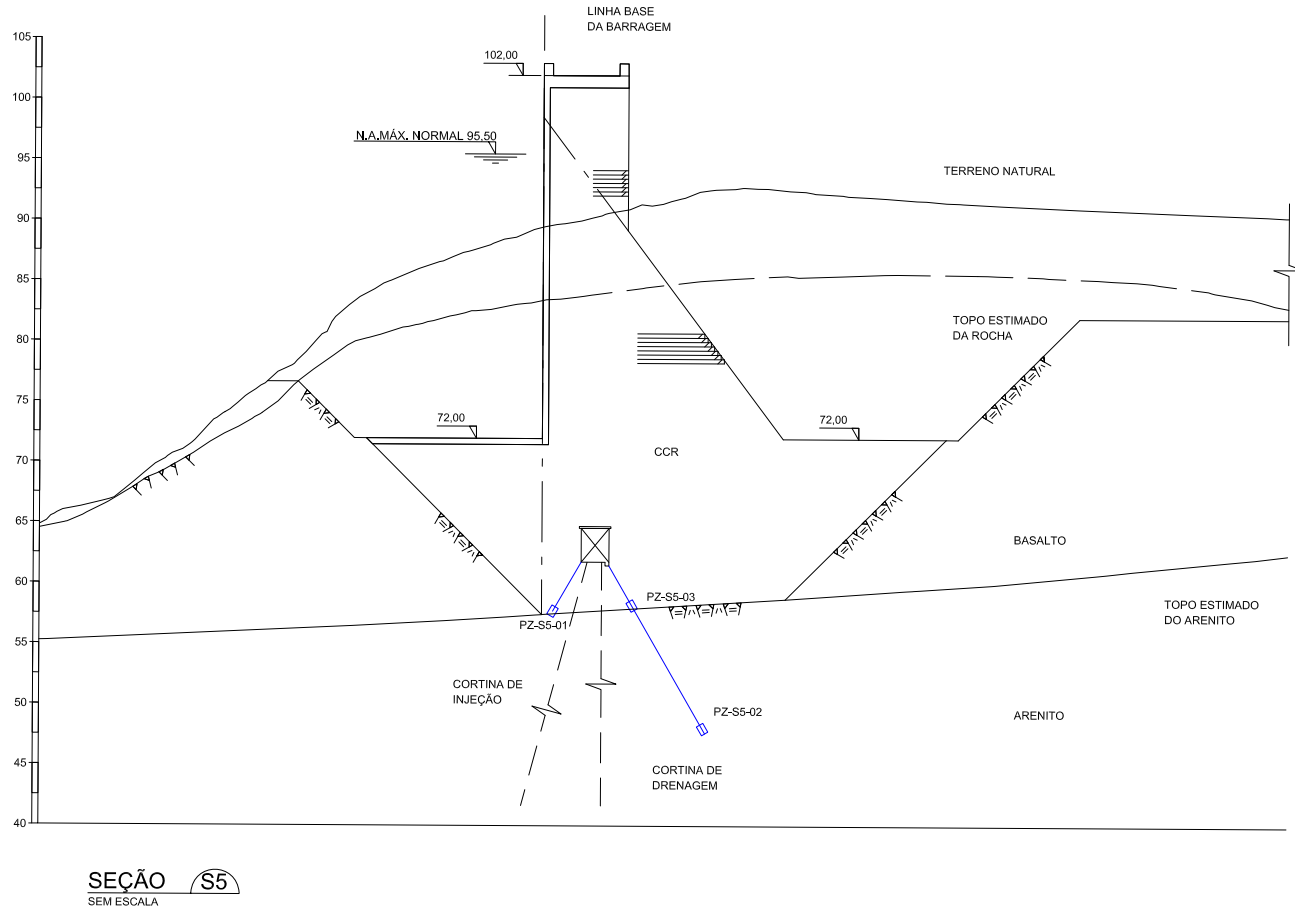 LINHA BASE
DA BARRAGEM
105
102,00
100
N.A.MÁX. NORMAL 95,50
95
TERRENO NATURAL
90
85
TOPO ESTIMADO
DA ROCHA
80
75
72,00
72,00
70
CCR
65
BASALTO
60
PZ-S5-03
TOPO ESTIMADO
DO ARENITO
PZ-S5-01
55
CORTINA DE
INJEÇÃO
50
PZ-S5-02
ARENITO
45
CORTINA DE
DRENAGEM
40
SEÇÃO S5
SEM ESCALA